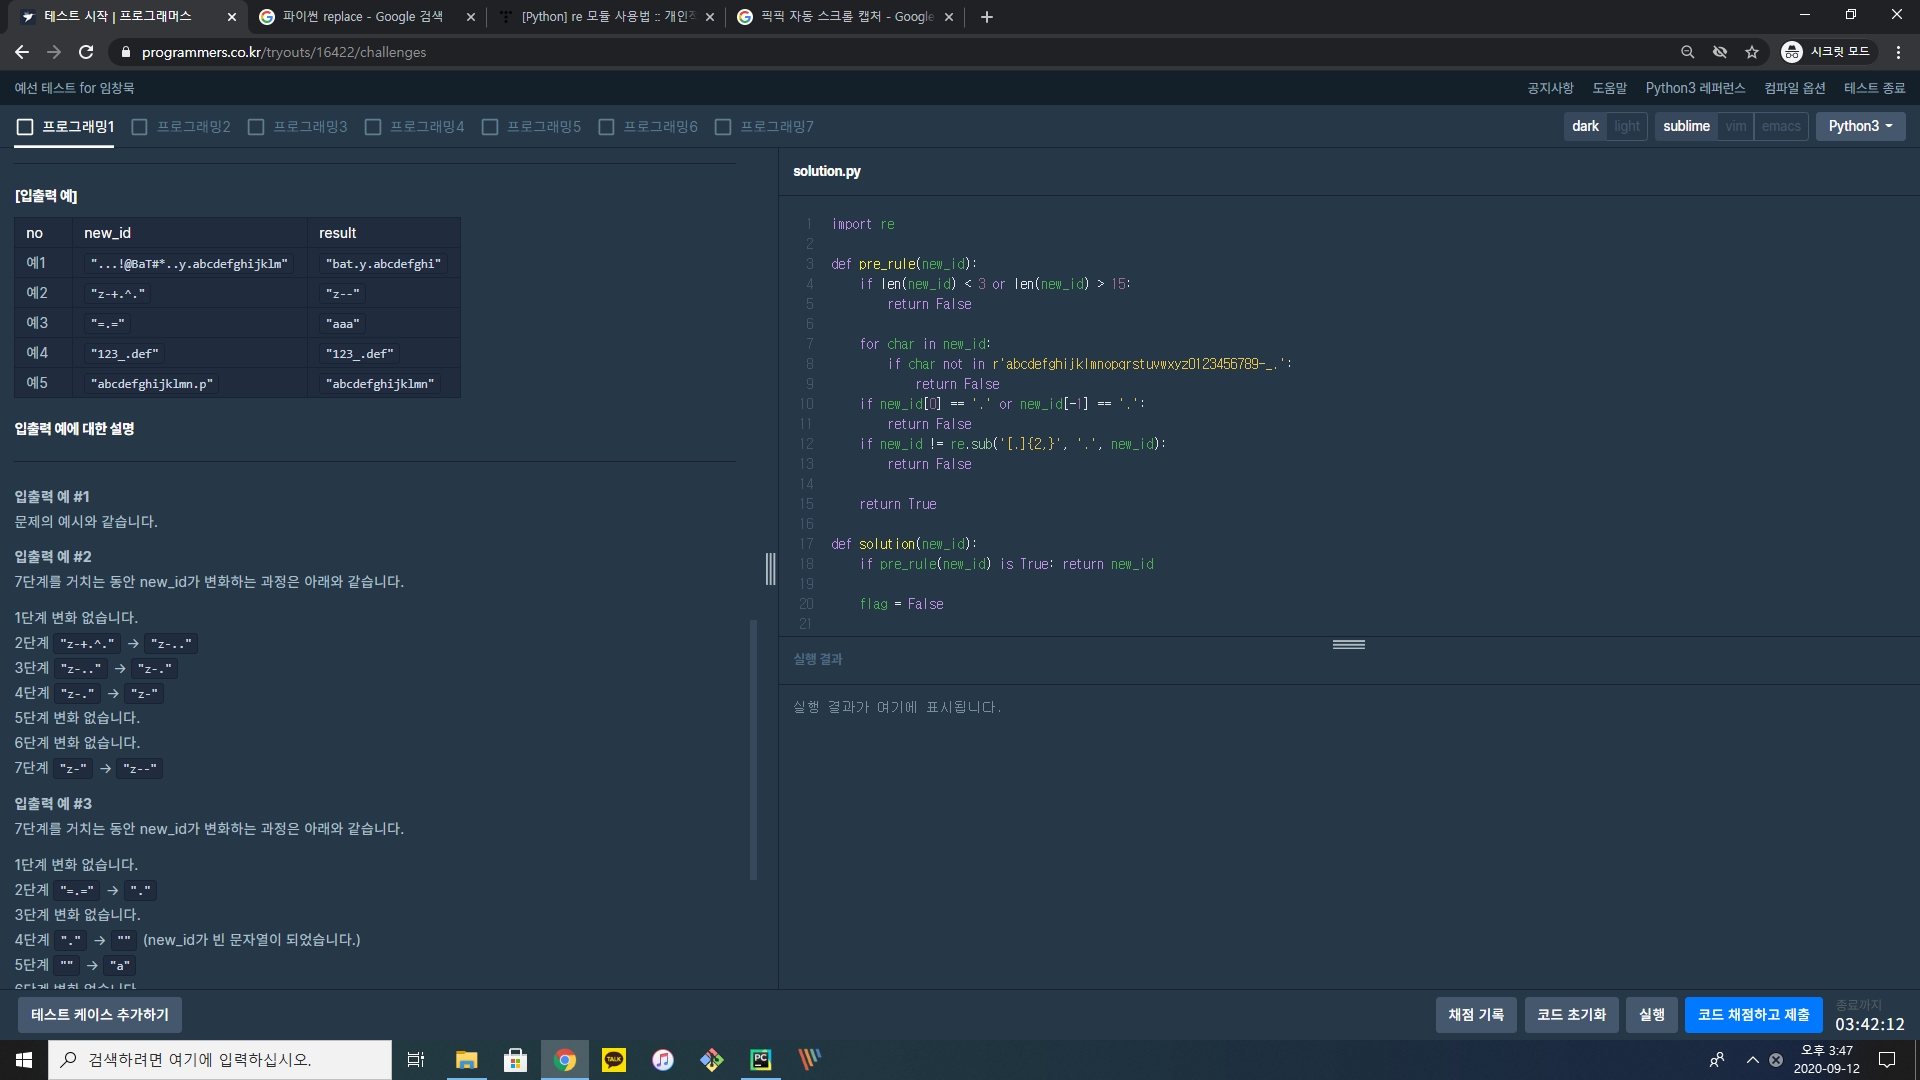 테스트 시작 | 프로그래머스
파이썬 replace - Google 검색
[Python] re 모듈 사용법 :: 개인적
픽픽 자동 스크롤 캡처 - Google
programmers.co.kr/tryouts/16422/challenges
시크릿 모드
예선 테스트 for 임창묵
공지사항 도움말 Python3 레퍼런스 컴파일 옵션 테스트 종료
프로그래밍1 프로그래밍2 프로그래밍3 프로그래밍4 프로그래밍5 프로그래밍6 프로그래밍7
dark light sublime vim emacs Python3
[입출력 예]
no new_id result
예1 "...!@BaT#*..y.abcdefghijklm" "bat.y.abcdefghi"
예2 "z-+.^." "z--"
예3 "=.=" "aaa"
예4 "123_.def" "123_.def"
예5 "abcdefghijklmn.p" "abcdefghijklmn"
입출력 예에 대한 설명
입출력 예 #1
문제의 예시와 같습니다.
입출력 예 #2
7단계를 거치는 동안 new_id가 변화하는 과정은 아래와 같습니다.
1단계 변화 없습니다.
2단계 "z-+.^." → "z-.."
3단계 "z-.." → "z-."
4단계 "z-." → "z-"
5단계 변화 없습니다.
6단계 변화 없습니다.
7단계 "z-" → "z--"
입출력 예 #3
7단계를 거치는 동안 new_id가 변화하는 과정은 아래와 같습니다.
1단계 변화 없습니다.
2단계 "=.=" → "."
3단계 변화 없습니다.
4단계 "." → "" (new_id가 빈 문자열이 되었습니다.)
5단계 "" → "a"
6단계 변화 없습니다.
solution.py
1 import re
2
3 def pre_rule(new_id):
4 if len(new_id) < 3 or len(new_id) > 15:
5 return False
6
7 for char in new_id:
8 if char not in r'abcdefghijklmnopqrstuvwxyz0123456789-_.':
9 return False
10 if new_id[0] == '.' or new_id[-1] == '.':
11 return False
12 if new_id != re.sub('[.]{2,}', '.', new_id):
13 return False
14
15 return True
16
17 def solution(new_id):
18 if pre_rule(new_id) is True: return new_id
19
20 flag = False
21
실행 결과
실행 결과가 여기에 표시됩니다.
테스트 케이스 추가하기
채점 기록 코드 초기화 실행 코드 채점하고 제출
종료까지
03:42:12
검색하려면 여기에 입력하십시오.
TALK
PC
오후 3:47
2020-09-12